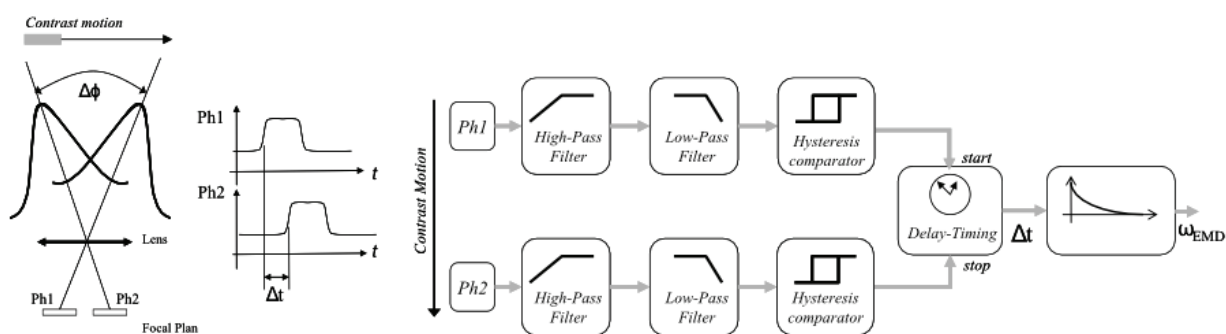 Contrast motion
Δϕ
Lens
Ph1
Ph2
Focal Plan
Ph1
t
Ph2
t
Δt
Contrast Motion
Ph1
High-Pass
Filter
Low-Pass
Filter
Hysteresis
comparator
start
Delay-Timing
stop
Δt
ωEMD
Ph2
High-Pass
Filter
Low-Pass
Filter
Hysteresis
comparator